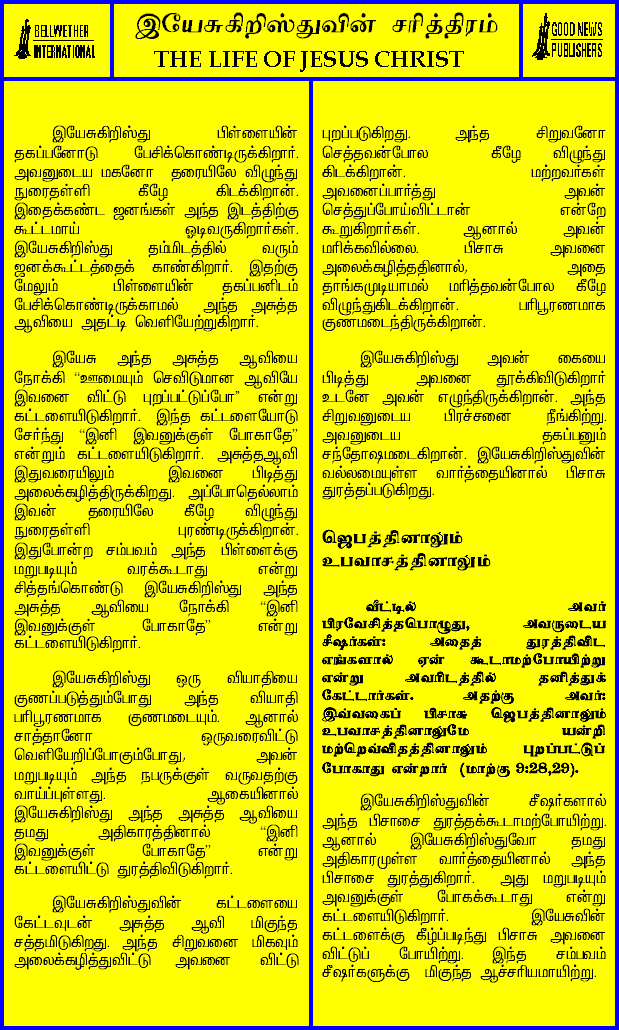 BELLWETHER
INTERNATIONAL
இயேசுகிறிஸ்துவின் சரித்திரம்
THE LIFE OF JESUS CHRIST
GOOD NEWS
PUBLISHERS
இயேசுகிறிஸ்து பிள்ளையின்
தகப்பனோடு பேசிக்கொண்டிருக்கிறார்.
அவனுடைய மகனோ தரையிலே விழுந்து
நுரைதள்ளி கீழே கிடக்கிறான்.
இதைக்கண்ட ஜனங்கள் அந்த இடத்திற்கு
கூட்டமாய் ஓடிவருகிறார்கள்.
இயேசுகிறிஸ்து தம்மிடத்தில் வரும்
ஜனக்கூட்டத்தைக் காண்கிறார். இதற்கு
மேலும் பிள்ளையின் தகப்பனிடம்
பேசிக்கொண்டிருக்காமல் அந்த அசுத்த
ஆவியை அதட்டி வெளியேற்றுகிறார்.
இயேசு அந்த அசுத்த ஆவியை
நோக்கி “ஊமையும் செவிடுமான ஆவியே
இவனை விட்டு புறப்பட்டுப்போ” என்று
கட்டளையிடுகிறார். இந்த கட்டளையோடு
சேர்ந்து “இனி இவனுக்குள் போகாதே”
என்றும் கட்டளையிடுகிறார். அசுத்தஆவி
இதுவரையிலும் இவனை பிடித்து
அலைக்கழித்திருக்கிறது. அப்போதெல்லாம்
இவன் தரையிலே கீழே விழுந்து
நுரைதள்ளி புரண்டிருக்கிறான்.
இதுபோன்ற சம்பவம் அந்த பிள்ளைக்கு
மறுபடியும் வரக்கூடாது என்று
சித்தங்கொண்டு இயேசுகிறிஸ்து அந்த
அசுத்த ஆவியை நோக்கி “இனி
இவனுக்குள் போகாதே” என்று
கட்டளையிடுகிறார்.
இயேசுகிறிஸ்து ஒரு வியாதியை
குணப்படுத்தும்போது அந்த வியாதி
பரிபூரணமாக குணமடையும். ஆனால்
சாத்தானோ ஒருவரைவிட்டு
வெளியேறிப்போகும்போது, அவன்
மறுபடியும் அந்த நபருக்குள் வருவதற்கு
வாய்ப்புள்ளது. ஆகையினால்
இயேசுகிறிஸ்து அந்த அசுத்த ஆவியை
தமது அதிகாரத்தினால் “இனி
இவனுக்குள் போகாதே” என்று
கட்டளையிட்டு துரத்திவிடுகிறார்.
இயேசுகிறிஸ்துவின் கட்டளையை
கேட்டவுடன் அசுத்த ஆவி மிகுந்த
சத்தமிடுகிறது. அந்த சிறுவனை மிகவும்
அலைக்கழித்துவிட்டு அவனை விட்டு
புறப்படுகிறது. அந்த சிறுவனோ
செத்தவன்போல கீழே விழுந்து
கிடக்கிறான். மற்றவர்கள்
அவனைப்பார்த்து அவன்
செத்துப்போய்விட்டான் என்றே
கூறுகிறார்கள். ஆனால் அவன்
மரிக்கவில்லை. பிசாசு அவனை
அலைக்கழித்ததினால், அதை
தாங்கமுடியாமல் மரித்தவன்போல கீழே
விழுந்துகிடக்கிறான். பரிபூரணமாக
குணமடைந்திருக்கிறான்.
இயேசுகிறிஸ்து அவன் கையை
பிடித்து அவனை தூக்கிவிடுகிறார்
உடனே அவன் எழுந்திருக்கிறான். அந்த
சிறுவனுடைய பிரச்சனை நீங்கிற்று.
அவனுடைய தகப்பனும்
சந்தோஷமடைகிறான். இயேசுகிறிஸ்துவின்
வல்லமையுள்ள வார்த்தையினால் பிசாசு
துரத்தப்படுகிறது.
ஜெபத்தினாலும்
உபவாசத்தினாலும்
வீட்டில் அவர்
பிரவேசித்தபொழுது, அவருடைய
சீஷர்கள்: அதைத் துரத்திவிட
எங்களால் ஏன் கூடாமற்போயிற்று
என்று அவரிடத்தில் தனித்துக்
கேட்டார்கள். அதற்கு அவர்:
இவ்வகைப் பிசாசு ஜெபத்தினாலும்
உபவாசத்தினாலுமே யன்றி
மற்றெவ்விதத்தினாலும் புறப்பட்டுப்
போகாது என்றார் (மாற்கு 9:28,29).
இயேசுகிறிஸ்துவின் சீஷர்களால்
அந்த பிசாசை துரத்தக்கூடாமற்போயிற்று.
ஆனால் இயேசுகிறிஸ்துவோ தமது
அதிகாரமுள்ள வார்த்தையினால் அந்த
பிசாசை துரத்துகிறார். அது மறுபடியும்
அவனுக்குள் போகக்கூடாது என்று
கட்டளையிடுகிறார். இயேசுவின்
கட்டளைக்கு கீழ்ப்படிந்து பிசாசு அவனை
விட்டுப் போயிற்று. இந்த சம்பவம்
சீஷர்களுக்கு மிகுந்த ஆச்சரியமாயிற்று.